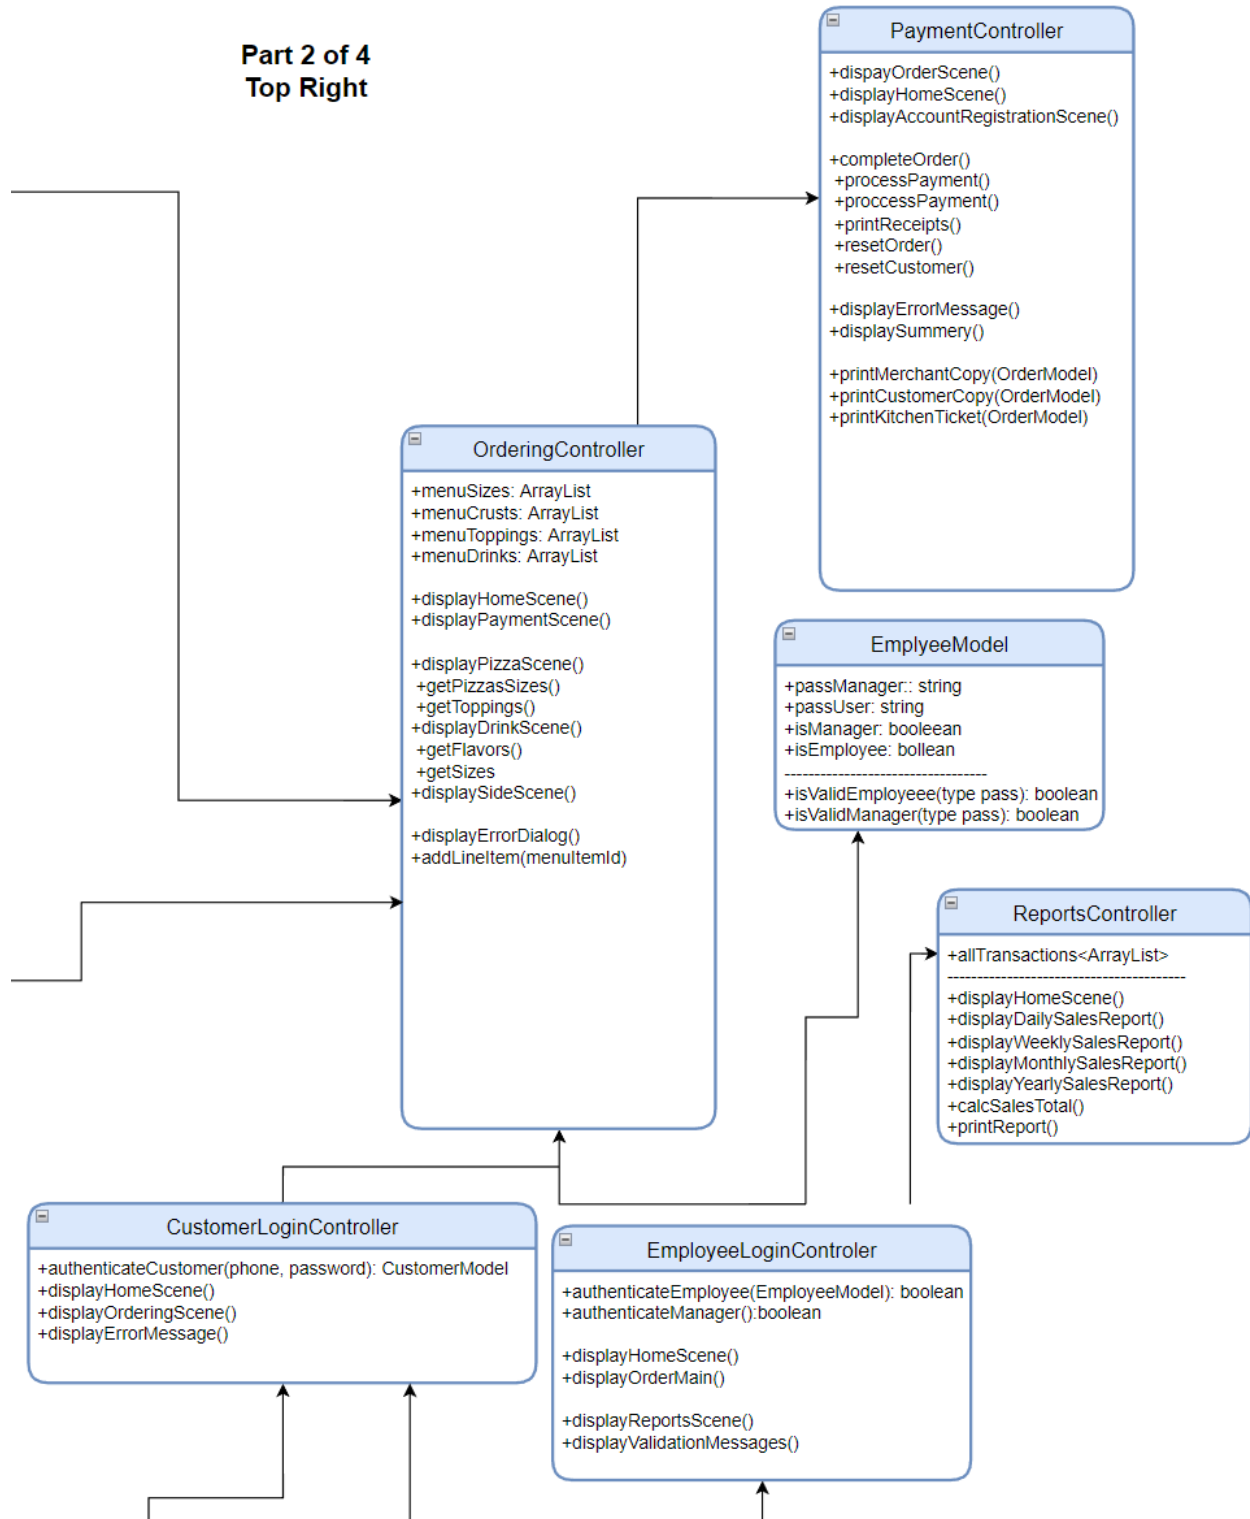 Part 2 of 4
Top Right
PaymentController
+dispayOrderScene()
+displayHomeScene()
+displayAccountRegistrationScene()
+completeOrder()
+processPayment()
+proccessPayment()
+printReceipts()
+resetOrder()
+resetCustomer()
+displayErrorMessage()
+displaySummery()
+printMerchantCopy(OrderModel)
+printCustomerCopy(OrderModel)
+printKitchenTicket(OrderModel)
OrderingController
+menuSizes: ArrayList
+menuCrusts: ArrayList
+menuToppings: ArrayList
+menuDrinks: ArrayList
+displayHomeScene()
+displayPaymentScene()
+displayPizzaScene()
+getPizzasSizes()
+getToppings()
+displayDrinkScene()
+getFlavors()
+getSizes
+displaySideScene()
+displayErrorDialog()
+addLineItem(menuItemId)
EmplyeeModel
+passManager:: string
+passUser: string
+isManager: booleean
+isEmployee: bollean
----------------------------------
+isValidEmployeee(type pass): boolean
+isValidManager(type pass): boolean
ReportsController
+allTransactions<ArrayList>
----------------------------------------
+displayHomeScene()
+displayDailySalesReport()
+displayWeeklySalesReport()
+displayMonthlySalesReport()
+displayYearlySalesReport()
+calcSalesTotal()
+printReport()
CustomerLoginController
+authenticateCustomer(phone, password): CustomerModel
+displayHomeScene()
+displayOrderingScene()
+displayErrorMessage()
EmployeeLoginControler
+authenticateEmployee(EmployeeModel): boolean
+authenticateManager():boolean
+displayHomeScene()
+displayOrderMain()
+displayReportsScene()
+displayValidationMessages()